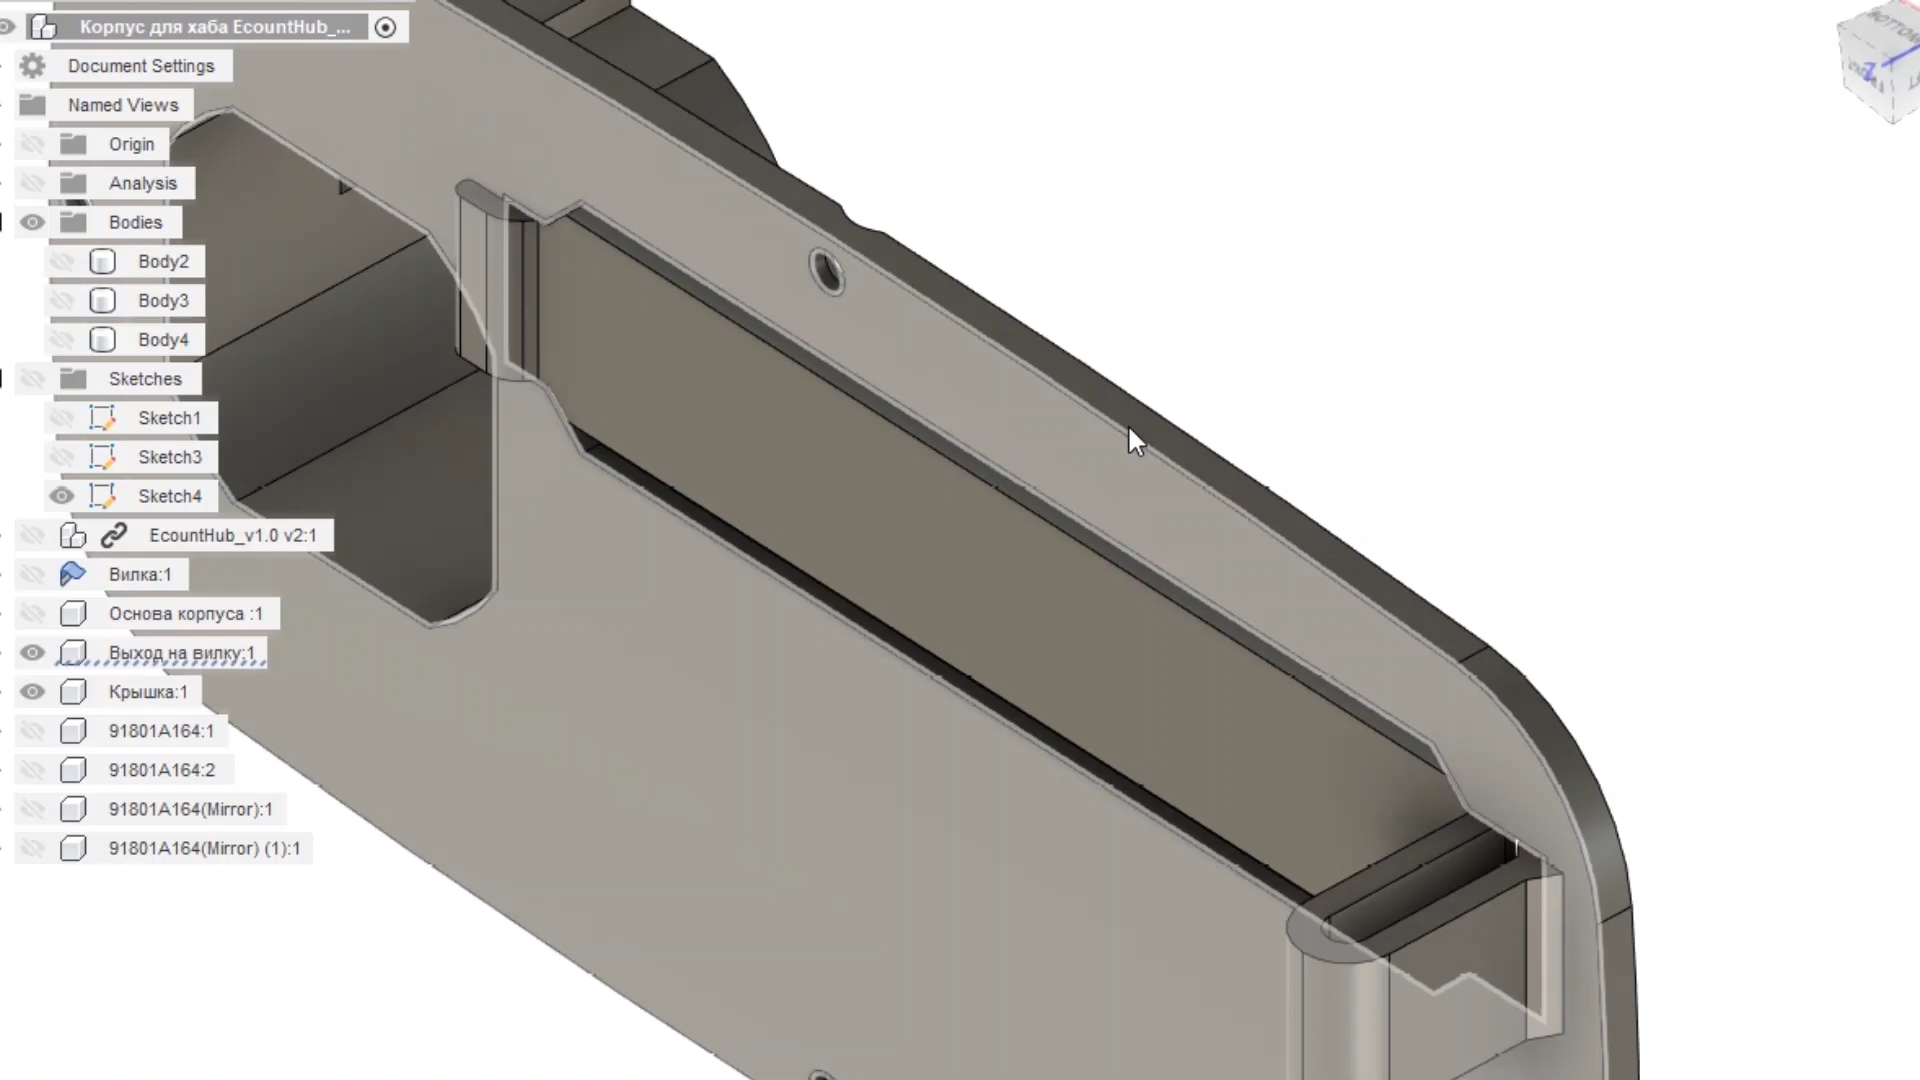 Корпус для хаба EcountHub_...
Document Settings
Named Views
Origin
Analysis
Bodies
Body2
Body3
Body4
Sketches
Sketch1
Sketch3
Sketch4
EcountHub_v1.0 v2:1
Вилка:1
Основа корпуса :1
Выход на вилку:1
Крышка:1
91801A164:1
91801A164:2
91801A164(Mirror):1
91801A164(Mirror) (1):1
BOTTOM
Z